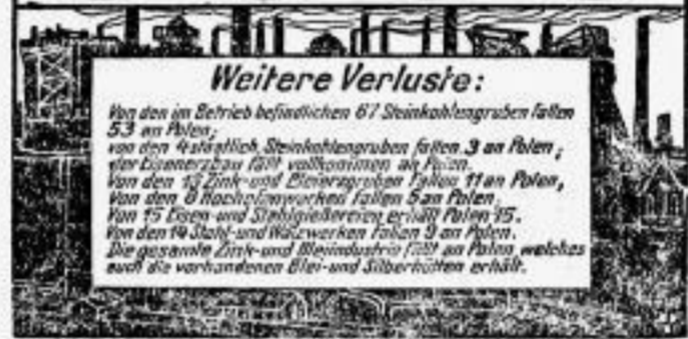 Weitere Verluste:
Von den im Betrieb befindlichen 67 Steinkohlengruben fallen
53 an Polen;
von den 4 staatlich. Steinkohlengruben fallen 3 an Polen;
der Eisenerzbau fällt vollkommen an Polen.
Von den Zink-und Bleierzgruben fallen 11 an Polen,
Von den 8 Hochofenwerken fallen 5 an Polen.
Von 15 Eisen-und Stahlgießereien erhält Polen
Von den 14 Stahl-und Walzwerken fallen 9 an Polen.
Die gesamte Zink-und Bleiindustrie fällt an Polen, welches
auch die vorhandenen Blei-und Silberhütten erhält.